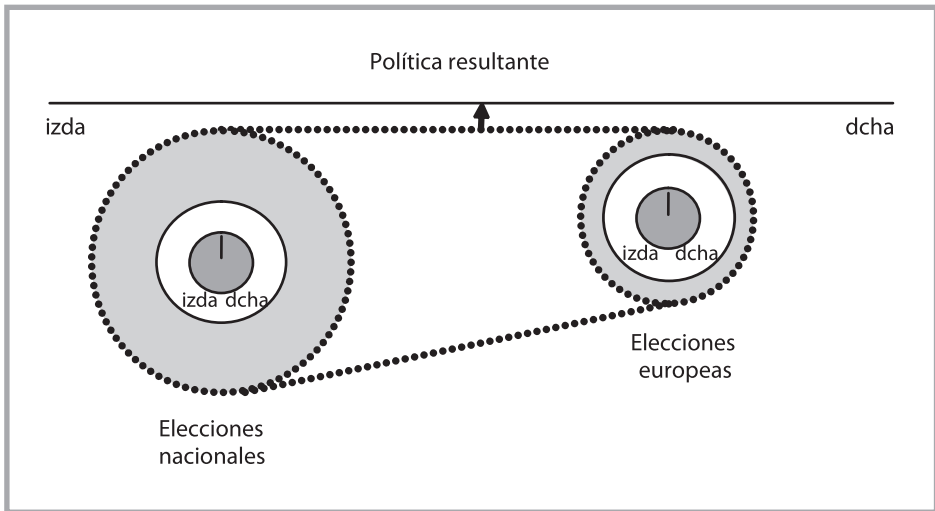 Política resultante
izda
dcha
izda dcha
izda dcha
Elecciones
europeas
Elecciones
nacionales